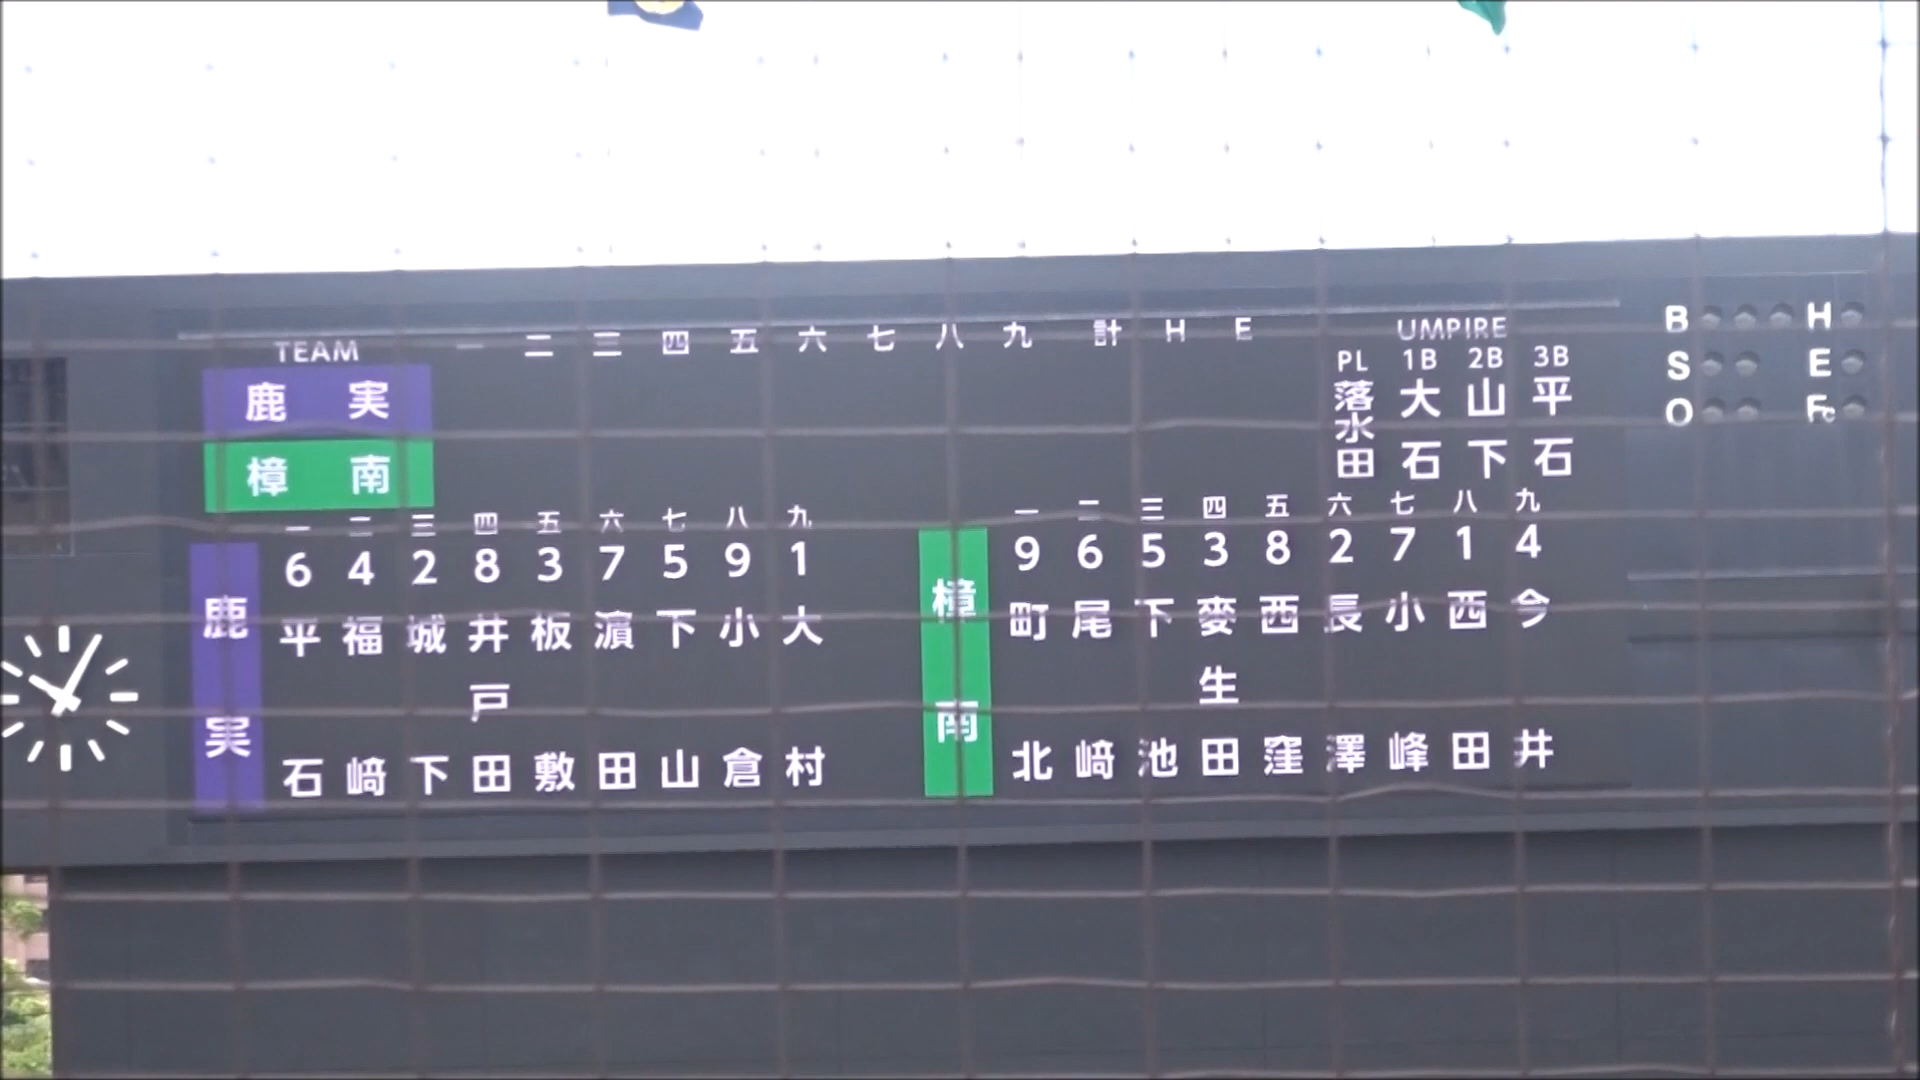 TEAM 一 二 三 四 五 六 七 八 九 計 H E
鹿実
樟南
UMPIRE
PL 1B 2B 3B
落水田 大石 山下 平石
B H
S E
O Fc
鹿実
一 二 三 四 五 六 七 八 九
6 4 2 8 3 7 5 9 1
平石 福﨑 城下 井戸田 板敷 濵田 下山 小倉 大村
樟南
一 二 三 四 五 六 七 八 九
9 6 5 3 8 2 7 1 4
町北 尾﨑 下池 麥生田 西窪 長澤 小峰 西田 今井